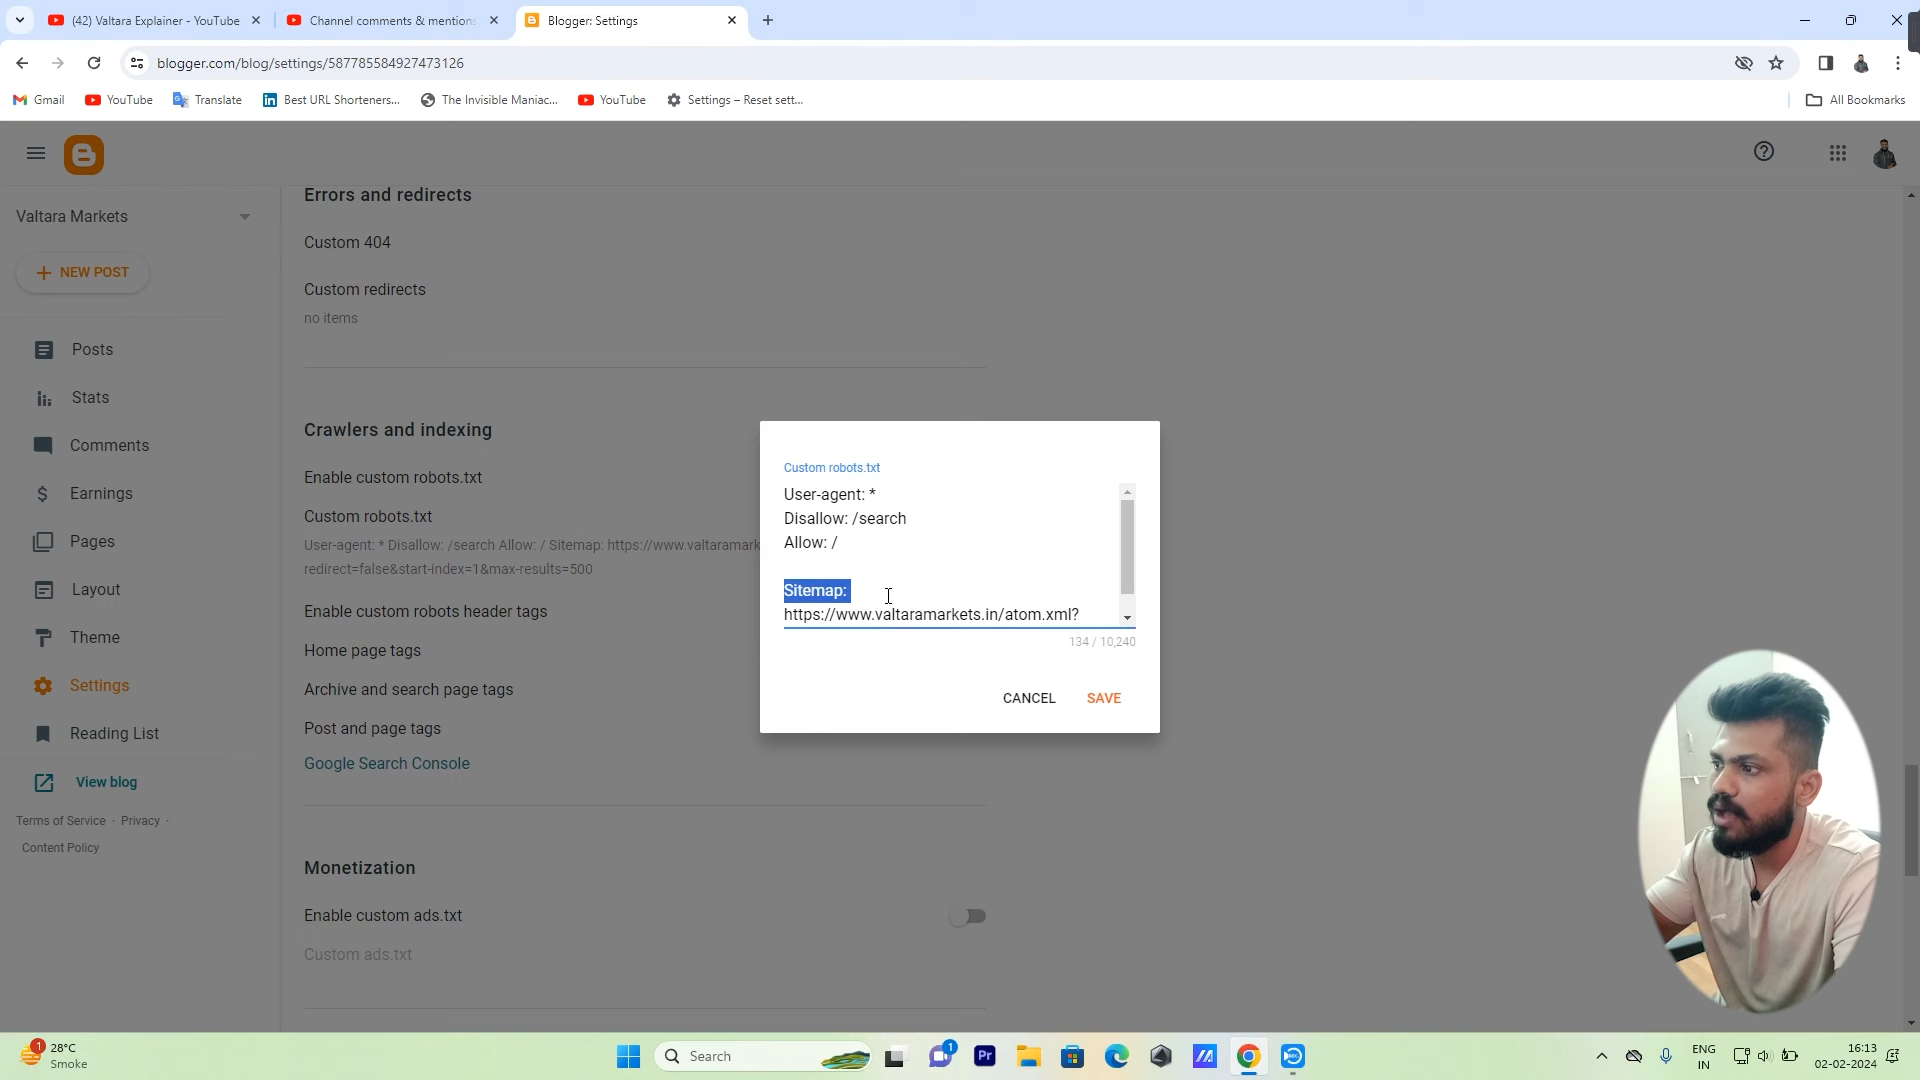 (42) Valtara Explainer - YouTube
Channel comments & mentions
Blogger: Settings
blogger.com/blog/settings/587785584927473126
Gmail
YouTube
Translate
Best URL Shorteners...
The Invisible Maniac...
YouTube
Settings – Reset sett...
All Bookmarks
Valtara Markets
NEW POST
Posts
Stats
Comments
Earnings
Pages
Layout
Theme
Settings
Reading List
View blog
Terms of Service · Privacy ·
Content Policy
Errors and redirects
Custom 404
Custom redirects
no items
Crawlers and indexing
Enable custom robots.txt
Custom robots.txt
User-agent: * Disallow: /search Allow: / Sitemap: https://www.valtaramark
redirect=false&start-index=1&max-results=500
Enable custom robots header tags
Home page tags
Archive and search page tags
Post and page tags
Google Search Console
Monetization
Enable custom ads.txt
Custom ads.txt
Custom robots.txt
User-agent: *
Disallow: /search
Allow: /
Sitemap:
https://www.valtaramarkets.in/atom.xml?
134 / 10,240
CANCEL
SAVE
1
28°C
Smoke
Search
1
Pr
ENG
IN
16:13
02-02-2024